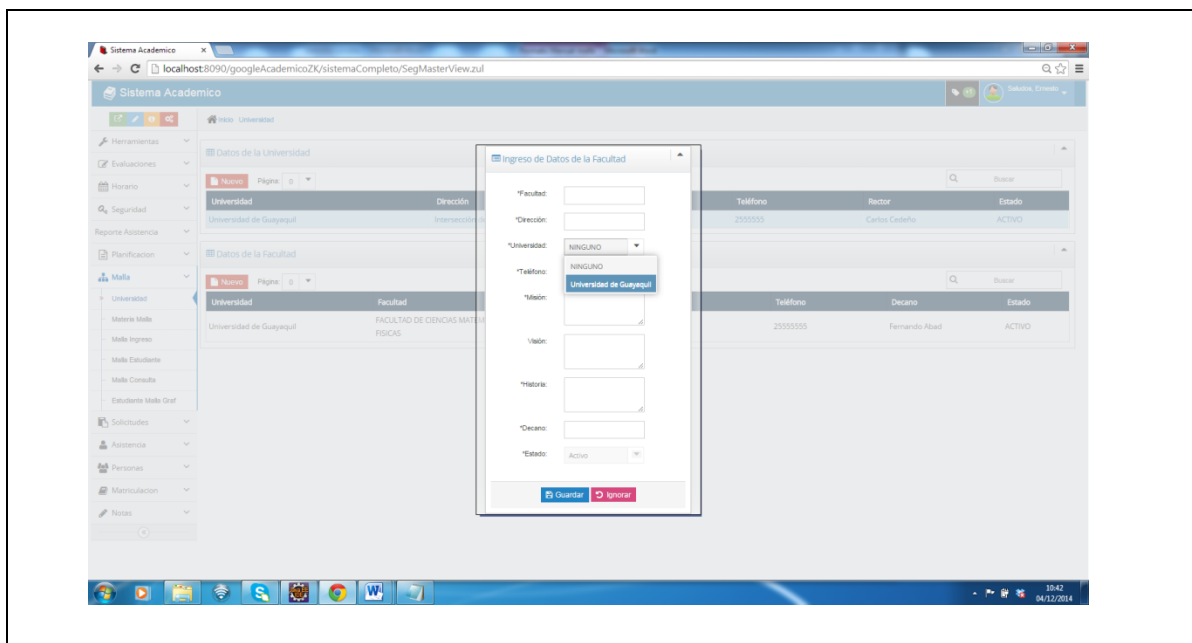 Sistema Academico
localhost:8090/googleAcademicoZK/sistemaCompleto/SegMasterView.zul
Sistema Academico
Saludos, Ernesto
Inicio Universidad
Herramientas
Evaluaciones
Horario
Seguridad
Reporte Asistencia
Planificacion
Malla
Universidad
Materia Malla
Malla Ingreso
Malla Estudiante
Malla Consulta
Estudiante Malla Graf
Solicitudes
Asistencia
Personas
Matriculacion
Notas
Datos de la Universidad
Nuevo Página: 0 Buscar
Universidad Dirección Teléfono Rector Estado
Universidad de Guayaquil Intersección 2555555 Carlos Cedeño ACTIVO
Datos de la Facultad
Nuevo Página: 0 Buscar
Universidad Facultad Teléfono Decano Estado
Universidad de Guayaquil FACULTAD DE CIENCIAS MATEM
FISICAS 25555555 Fernando Abad ACTIVO
Ingreso de Datos de la Facultad
*Facultad:
*Dirección:
*Universidad: NINGUNO
NINGUNO
Universidad de Guayaquil
*Teléfono:
*Misión:
Visión:
*Historia:
*Decano:
*Estado: Activo
Guardar Ignorar
10:42
04/12/2014